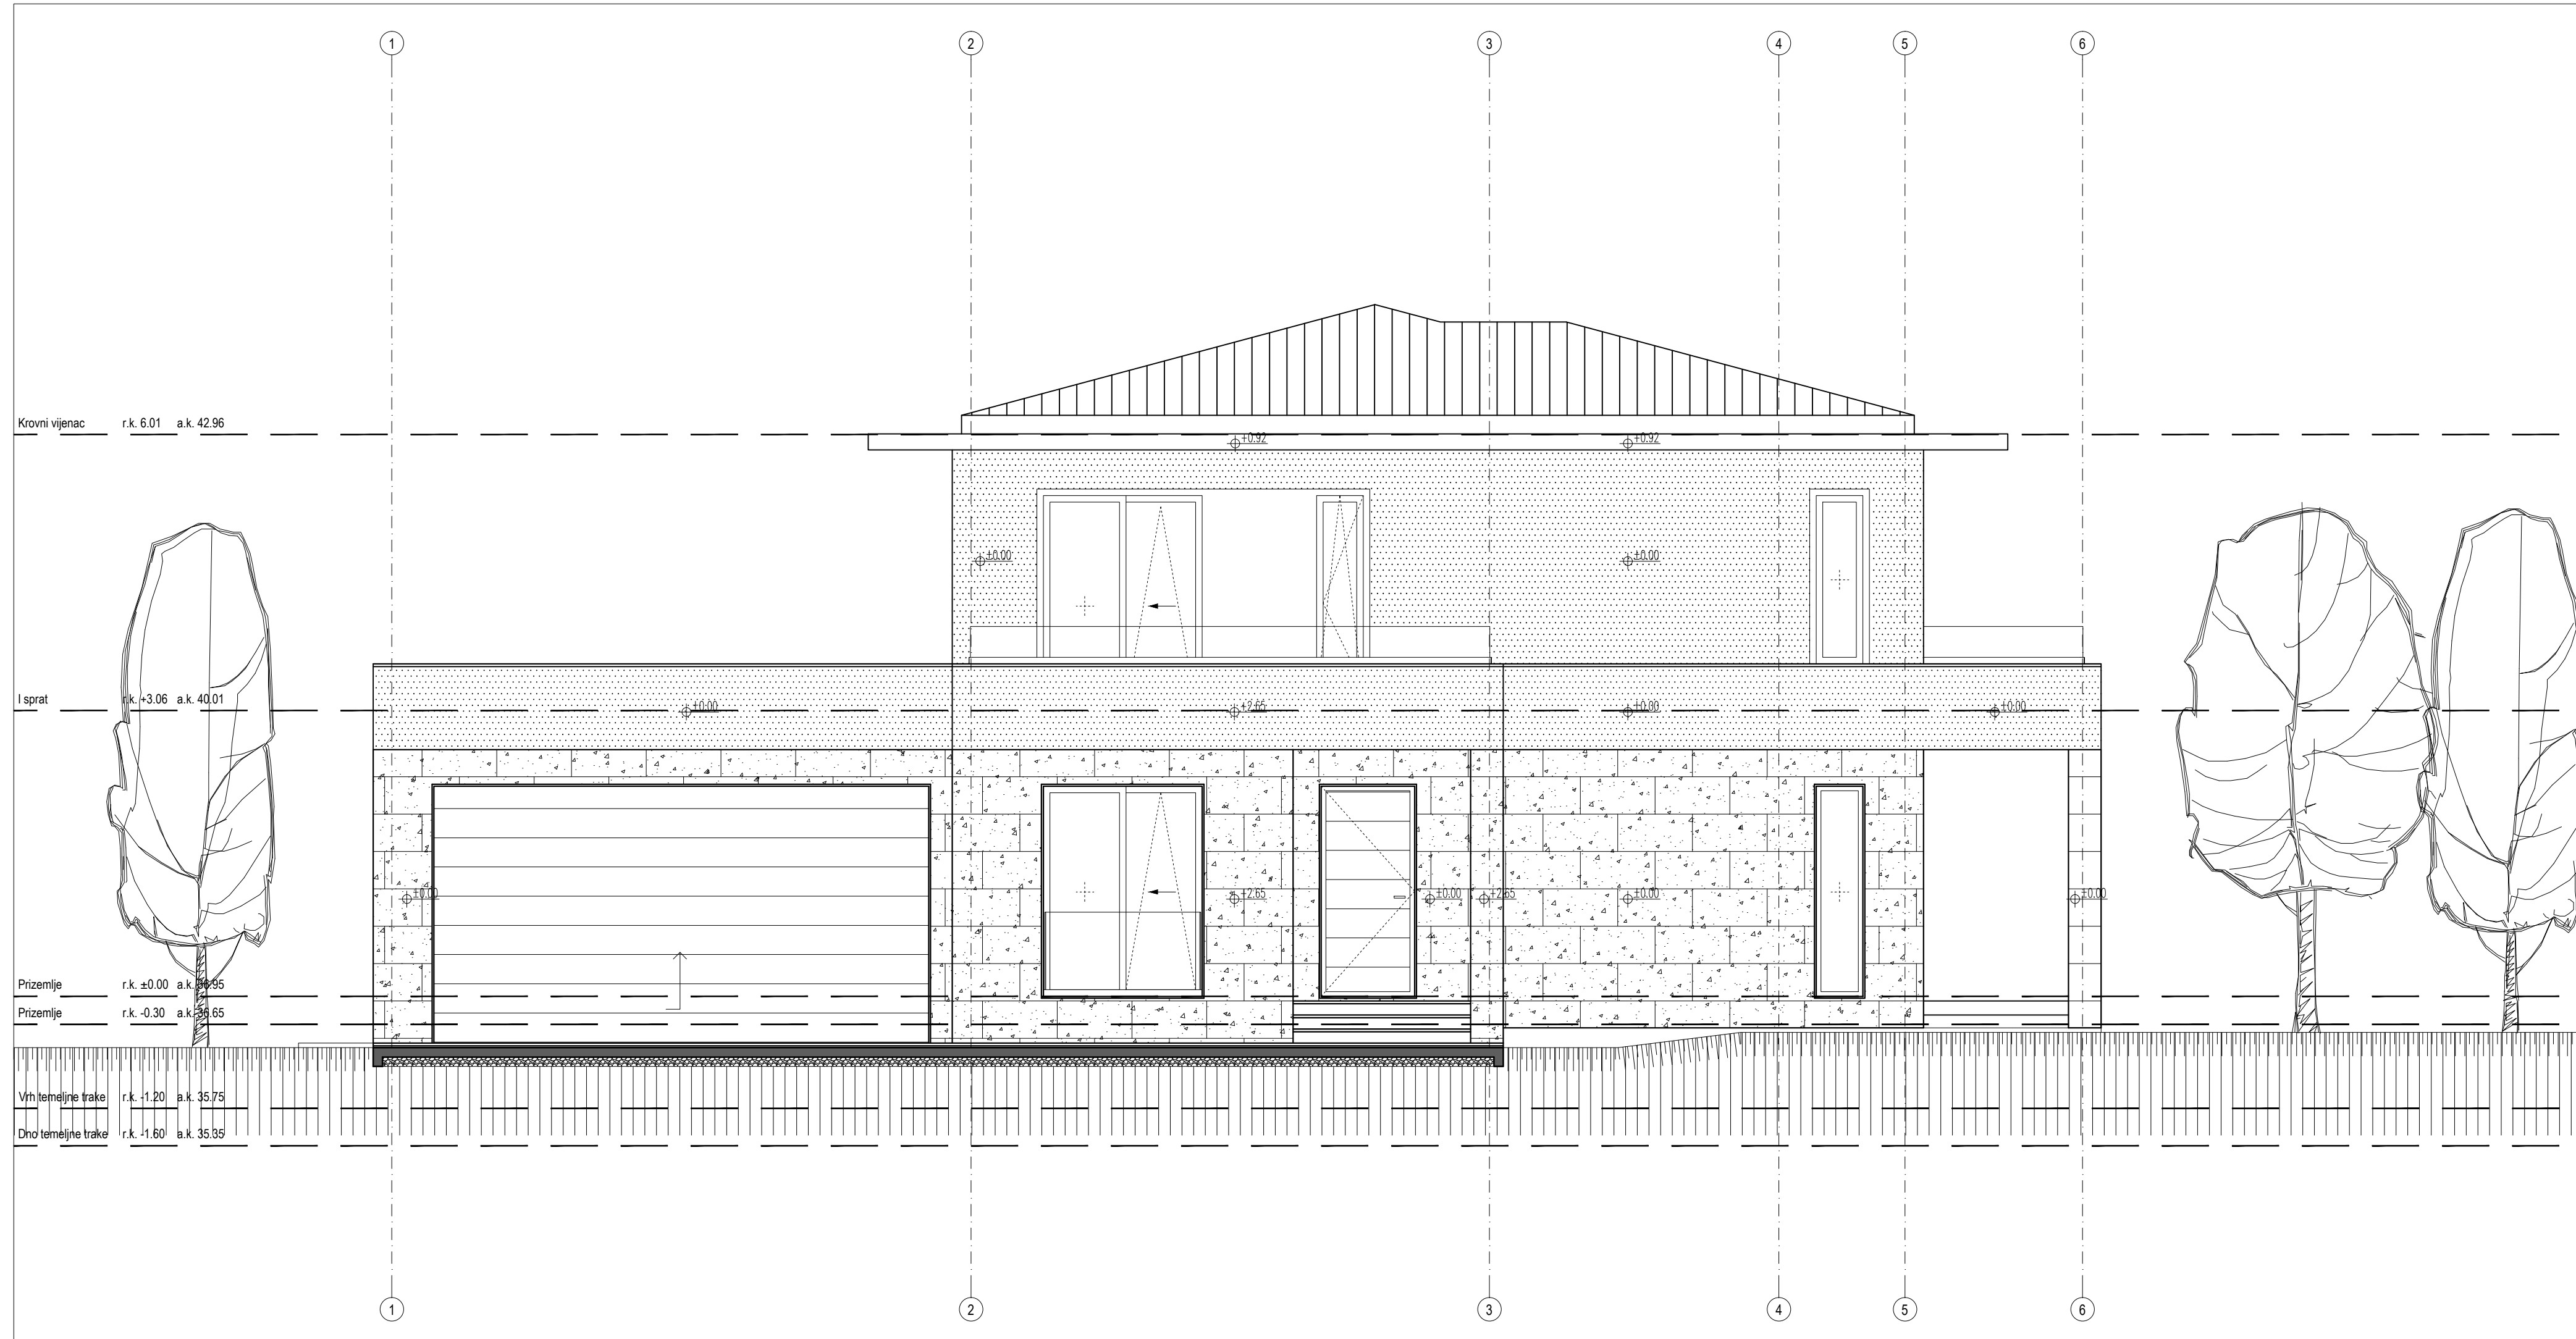 1 2 3 4 5 6
Krovni vijenac r.k. 6.01 a.k. 42.96
+0.92 +0.92
±0.00 ±0.00
I sprat r.k. +3.06 a.k. 40.01
±0.00 +2.65 ±0.00 ±0.00
±0.00 +2.65 ±0.00 +2.65 ±0.00 ±0.00
Prizemlje r.k. ±0.00 a.k. 36.95
Prizemlje r.k. -0.30 a.k. 36.65
Vrh temeljne trake r.k. -1.20 a.k. 35.75
Dno temeljne trake r.k. -1.60 a.k. 35.35
1 2 3 4 5 6